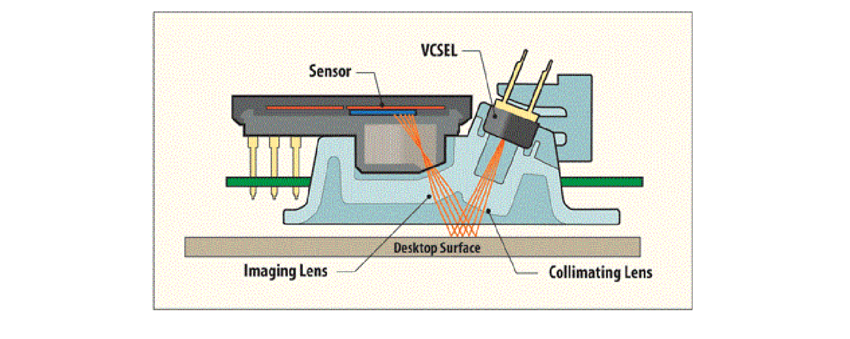 VCSEL
Sensor
Desktop Surface
Imaging Lens
Collimating Lens